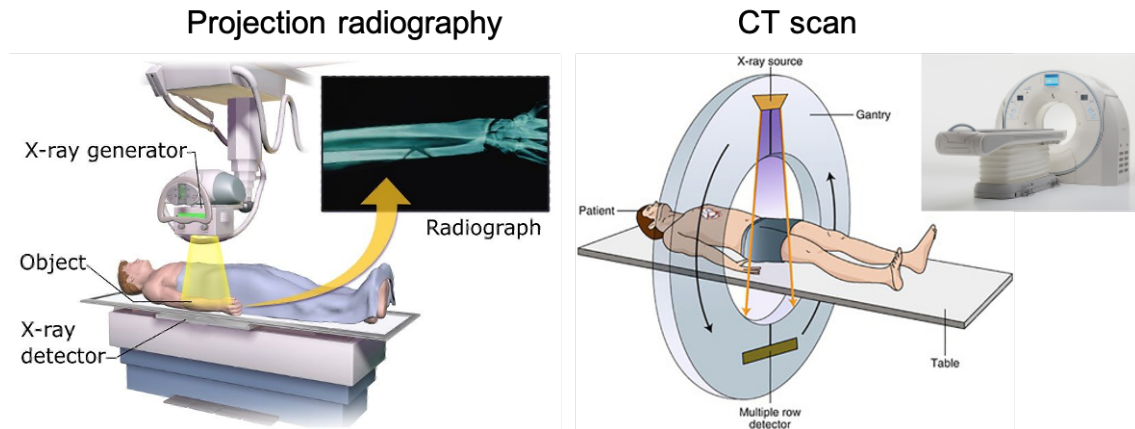 Projection radiography
CT scan
X-ray generator
Radiograph
Object
X-ray
detector
X-ray source
Gantry
Patient
Table
Multiple row
detector